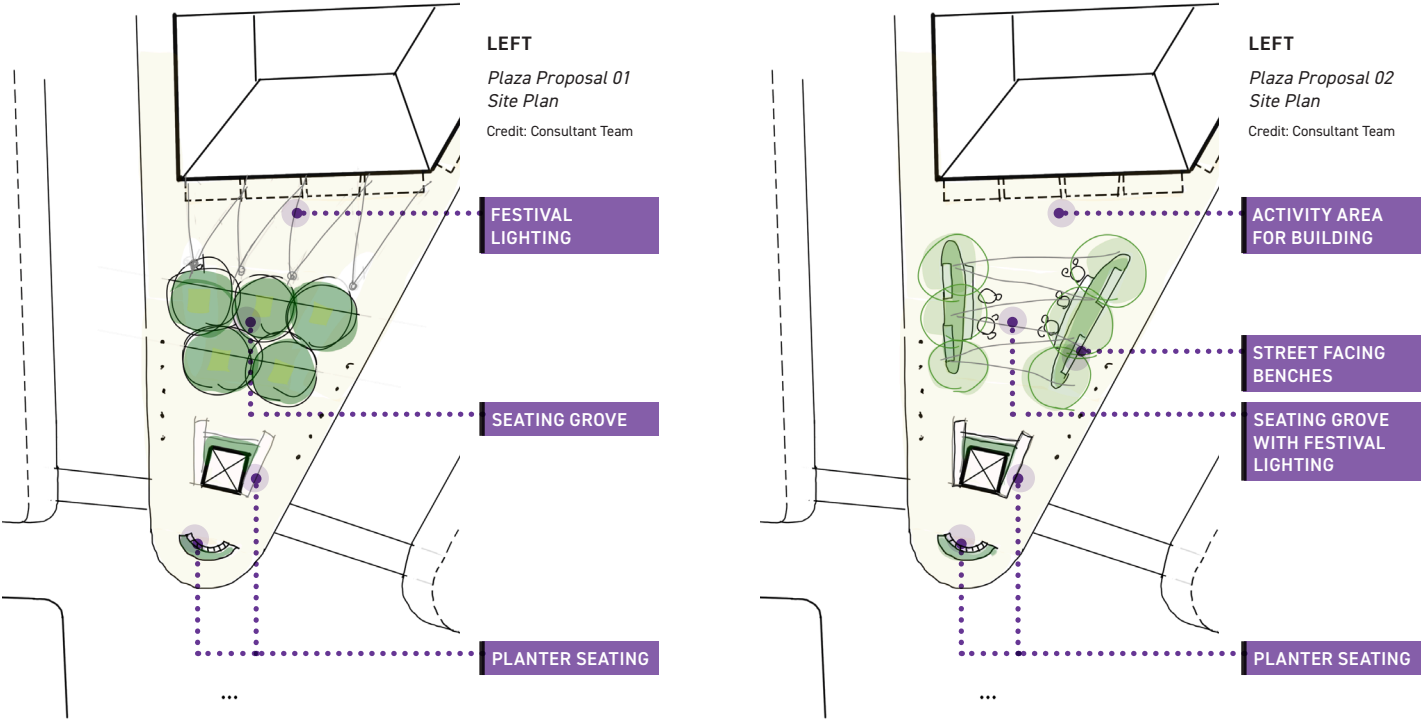 LEFT
Plaza Proposal 01
Site Plan
Credit: Consultant Team
FESTIVAL
LIGHTING
SEATING GROVE
PLANTER SEATING
...
LEFT
Plaza Proposal 02
Site Plan
Credit: Consultant Team
ACTIVITY AREA
FOR BUILDING
STREET FACING
BENCHES
SEATING GROVE
WITH FESTIVAL
LIGHTING
PLANTER SEATING
...